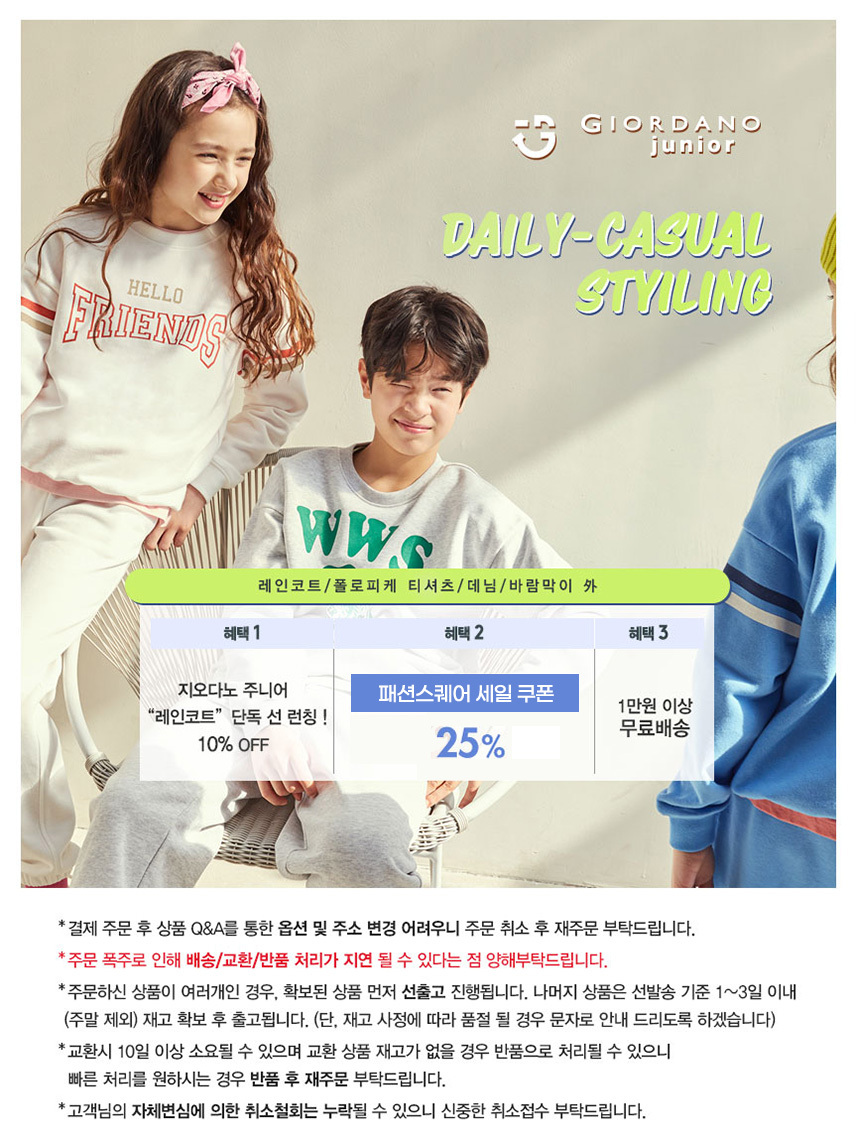 GIORDANO
junior
DAILY-CASUAL
STYILING
HELLO
FRIENDS
WWS
레인코트/폴로피케 티셔츠/데님/바람막이 外
혜택 1
혜택 2
혜택 3
지오다노 주니어
“레인코트” 단독 선 런칭 !
10% OFF
패션스퀘어 세일 쿠폰
25%
1만원 이상
무료배송
*결제 주문 후 상품 Q&A를 통한 옵션 및 주소 변경 어려우니 주문 취소 후 재주문 부탁드립니다.
*주문 폭주로 인해 배송/교환/반품 처리가 지연 될 수 있다는 점 양해부탁드립니다.
*주문하신 상품이 여러개인 경우, 확보된 상품 먼저 선출고 진행됩니다. 나머지 상품은 선발송 기준 1~3일 이내
(주말 제외) 재고 확보 후 출고됩니다. (단, 재고 사정에 따라 품절 될 경우 문자로 안내 드리도록 하겠습니다)
*교환시 10일 이상 소요될 수 있으며 교환 상품 재고가 없을 경우 반품으로 처리될 수 있으니
빠른 처리를 원하시는 경우 반품 후 재주문 부탁드립니다.
*고객님의 자체변심에 의한 취소철회는 누락될 수 있으니 신중한 취소접수 부탁드립니다.